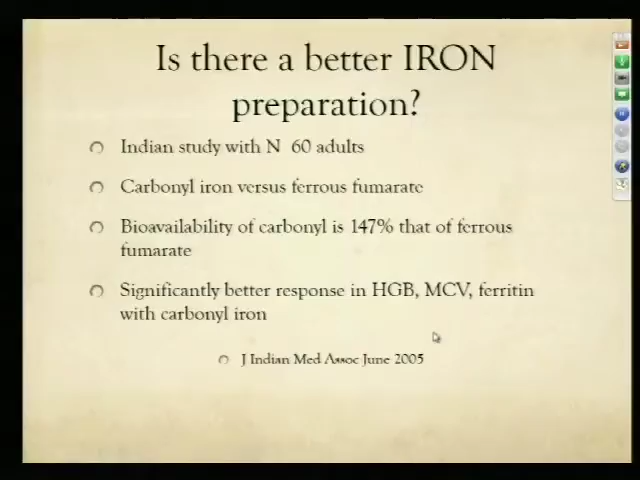 Is there a better IRON
preparation?
Indian study with N 60 adults
Carbonyl iron versus ferrous fumarate
Bioavailability of carbonyl is 147% that of ferrous
fumarate
Significantly better response in HGB, MCV, ferritin
with carbonyl iron
J Indian Med Assoc June 2005